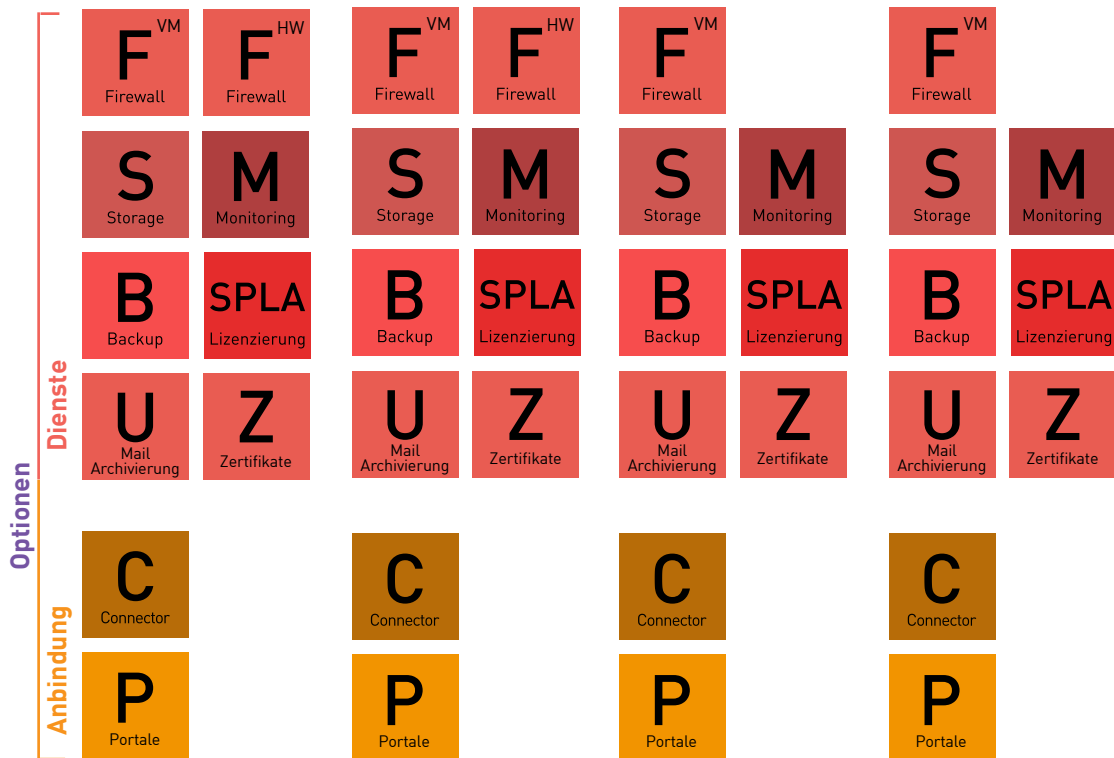 F VM F HW F VM F HW F VM F VM
Firewall Firewall Firewall Firewall Firewall Firewall
S M S M S M S M
Storage Monitoring Storage Monitoring Storage Monitoring Storage Monitoring
B SPLA B SPLA B SPLA B SPLA
Backup Lizenzierung Backup Lizenzierung Backup Lizenzierung Backup Lizenzierung
Dienste
U Z U Z U Z U Z
Mail Mail Mail Mail
Archivierung Zertifikate Archivierung Zertifikate Archivierung Zertifikate Archivierung Zertifikate
Optionen
C C C C
Connector Connector Connector Connector
Anbindung
P P P P
Portale Portale Portale Portale